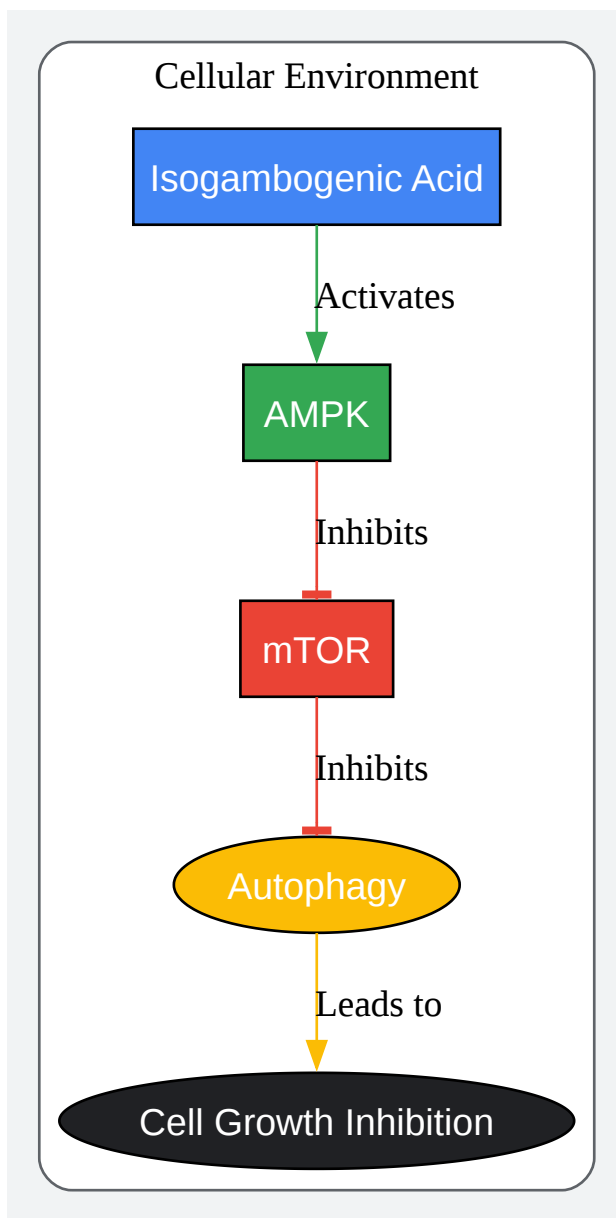 Cellular Environment
Isogambogenic Acid
Activates
AMPK
Inhibits
mTOR
Inhibits
Autophagy
Leads to
Cell Growth Inhibition